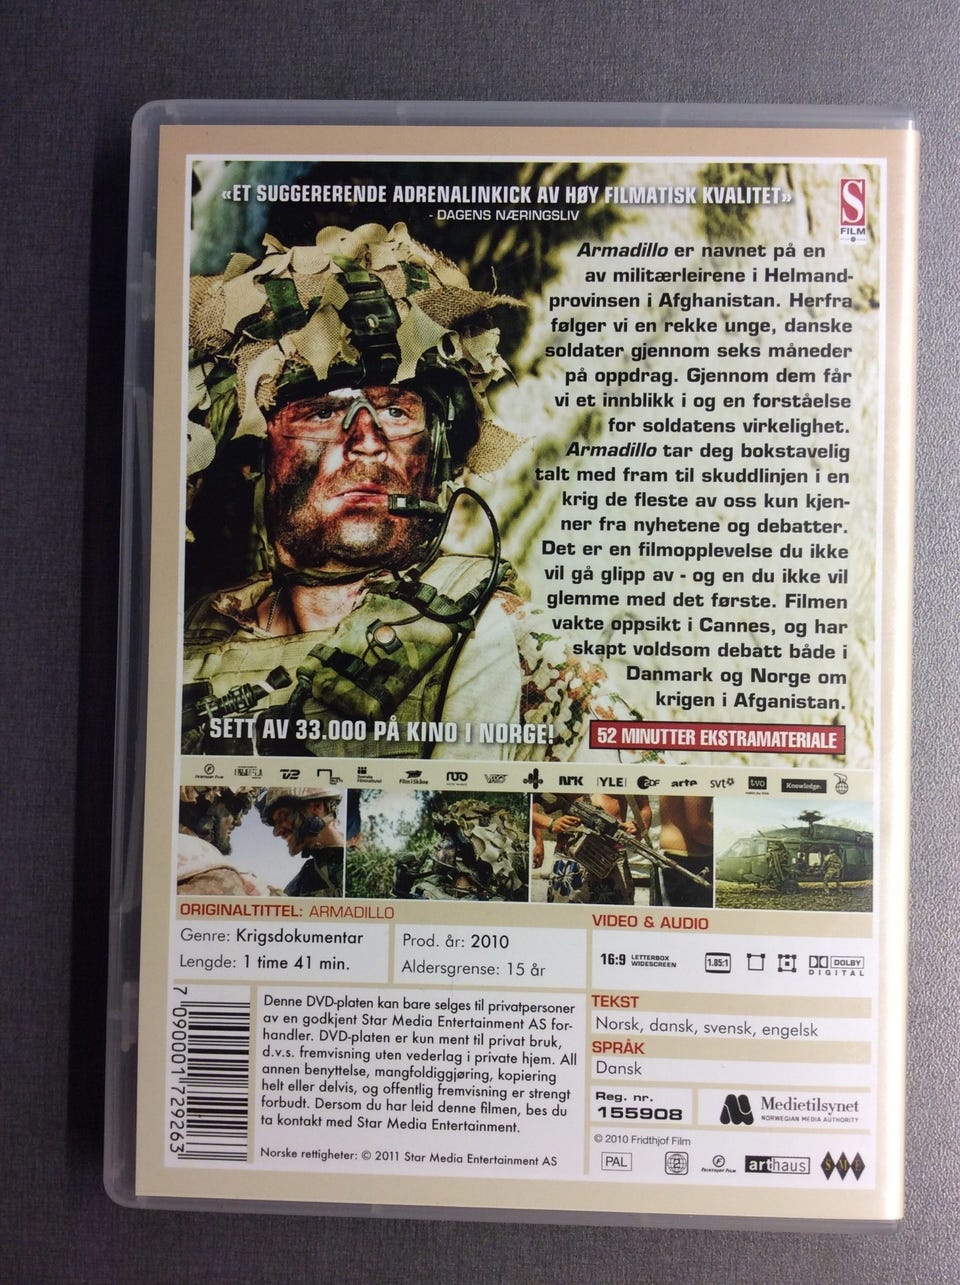 «ET SUGGERERENDE ADRENALINKICK AV HØY FILMATISK KVALITET»
- DAGENS NÆRINGSLIV
S
FILM
Armadillo er navnet på en
av militærleirene i Helmand-
provinsen i Afghanistan. Herfra
følger vi en rekke unge, danske
soldater gjennom seks måneder
på oppdrag. Gjennom dem får
vi et innblikk i og en forståelse
for soldatens virkelighet.
Armadillo tar deg bokstavelig
talt med fram til skuddlinjen i en
krig de fleste av oss kun kjen-
ner fra nyhetene og debatter.
Det er en filmopplevelse du ikke
vil gå glipp av - og en du ikke vil
glemme med det første. Filmen
vakte oppsikt i Cannes, og har
skapt voldsom debatt både i
Danmark og Norge om
krigen i Afganistan.
SETT AV 33.000 PÅ KINO I NORGE!
52 MINUTTER EKSTRAMATERIALE
Fridthjof Film
TV2
Film i Skåne
NRK
YLE
ZDF
arte
svt
tvo
Knowledge
ORIGINALTITTEL: ARMADILLO
Genre: Krigsdokumentar
Lengde: 1 time 41 min.
Prod. år: 2010
Aldersgrense: 15 år
VIDEO & AUDIO
16:9 LETTERBOX
WIDESCREEN
1.85:1
DOLBY
DIGITAL
TEKST
Norsk, dansk, svensk, engelsk
SPRÅK
Dansk
7 090001 729263
Denne DVD-platen kan bare selges til privatpersoner
av en godkjent Star Media Entertainment AS for-
handler. DVD-platen er kun ment til privat bruk,
d.v.s. fremvisning uten vederlag i private hjem. All
annen benyttelse, mangfoldiggjøring, kopiering
helt eller delvis, og offentlig fremvisning er strengt
forbudt. Dersom du har leid denne filmen, bes du
ta kontakt med Star Media Entertainment.
Norske rettigheter: © 2011 Star Media Entertainment AS
Reg. nr.
155908
Medietilsynet
NORWEGIAN MEDIA AUTHORITY
© 2010 Fridthjof Film
PAL
2
Fridthjof Film
arthaus
SME